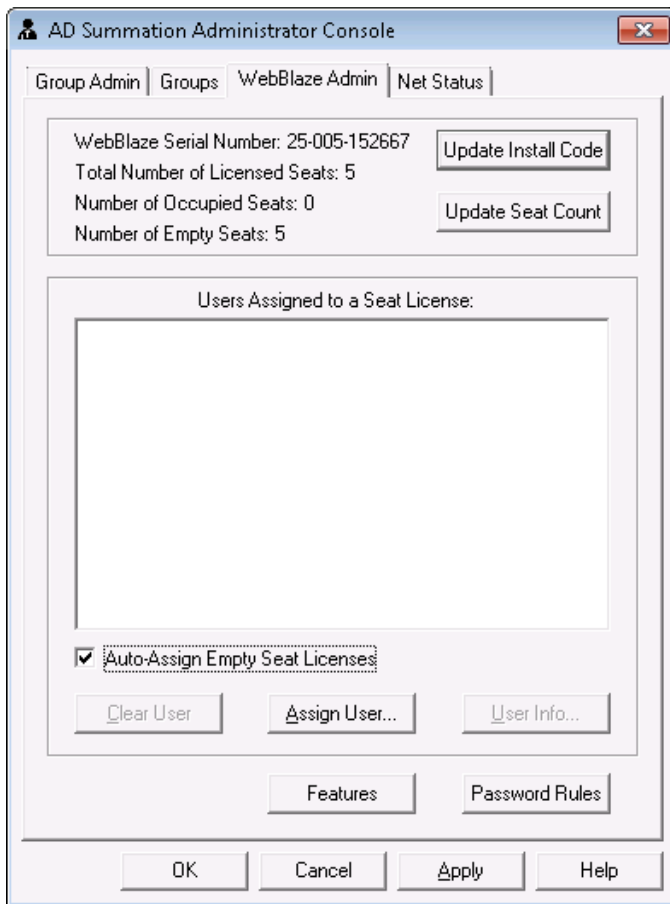 AD Summation Administrator Console
Group Admin Groups WebBlaze Admin Net Status
WebBlaze Serial Number: 25-005-152667
Update Install Code
Total Number of Licensed Seats: 5
Number of Occupied Seats: 0
Update Seat Count
Number of Empty Seats: 5
Users Assigned to a Seat License:
Auto-Assign Empty Seat Licenses
Clear User Assign User... User Info...
Features Password Rules
OK Cancel Apply Help